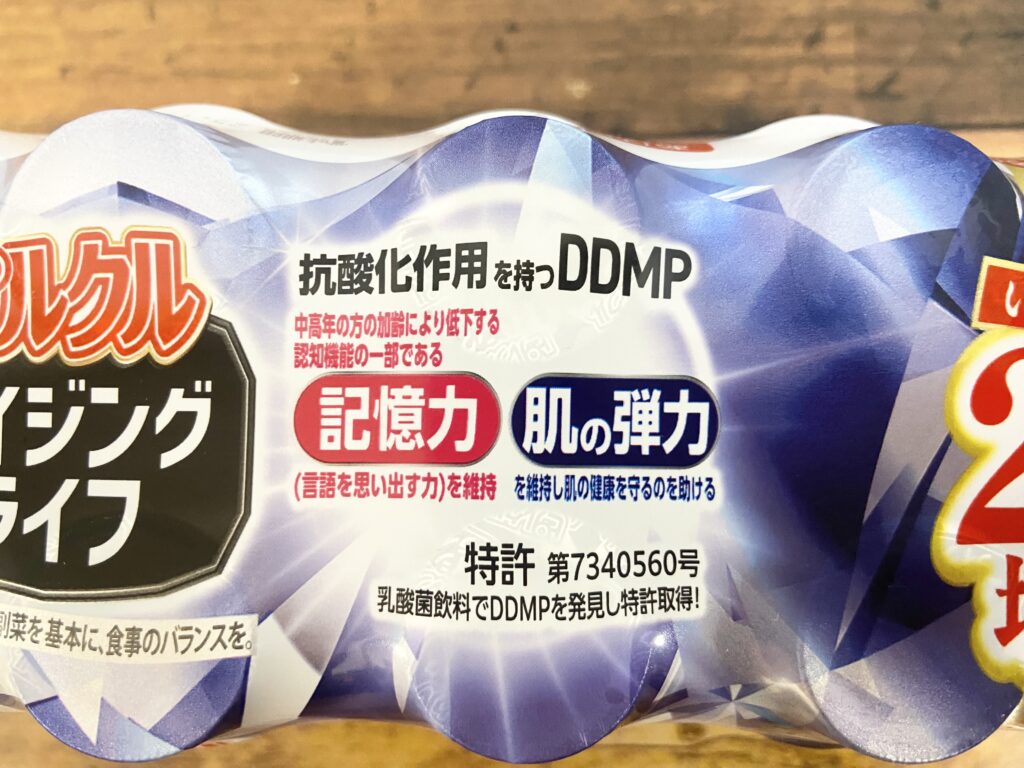 ルクル
イジング
ライフ
副菜を基本に、食事のバランスを。
抗酸化作用を持つDDMP
中高年の方の加齢により低下する
認知機能の一部である
記憶力
(言語を思い出す力)を維持
肌の弾力
を維持し肌の健康を守るのを助ける
特許 第7340560号
乳酸菌飲料でDDMPを発見し特許取得!
い
2